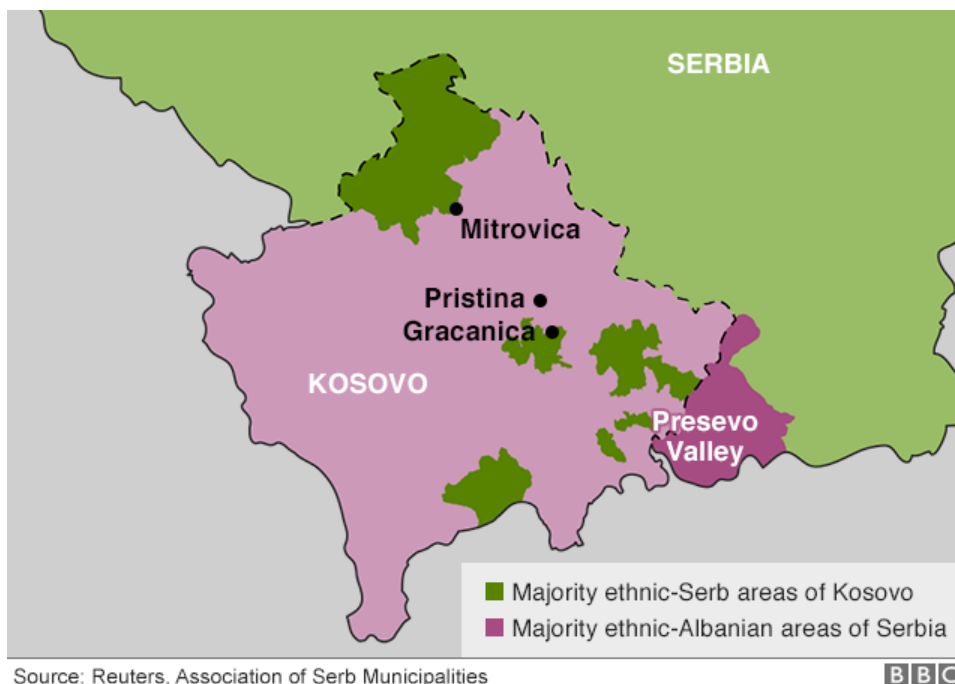 SERBIA
Mitrovica
Pristina
Gracanica
KOSOVO
Presevo
Valley
Majority ethnic-Serb areas of Kosovo
Majority ethnic-Albanian areas of Serbia
Source: Reuters, Association of Serb Municipalities
BBC